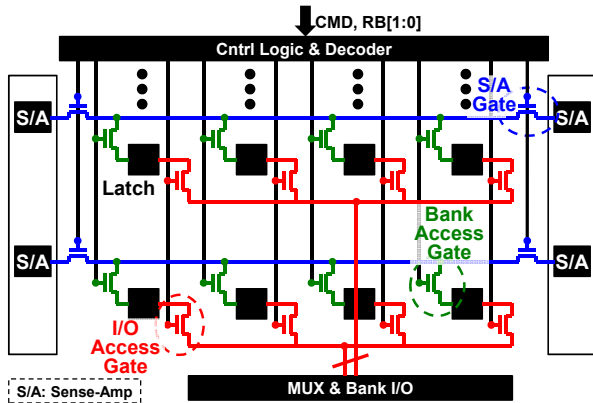 CMD, RB[1:0]
Cntrl Logic & Decoder
S/A
Gate
S/A
S/A
Latch
Bank
Access
Gate
S/A
S/A
I/O
Access
Gate
S/A: Sense-Amp
MUX & Bank I/O